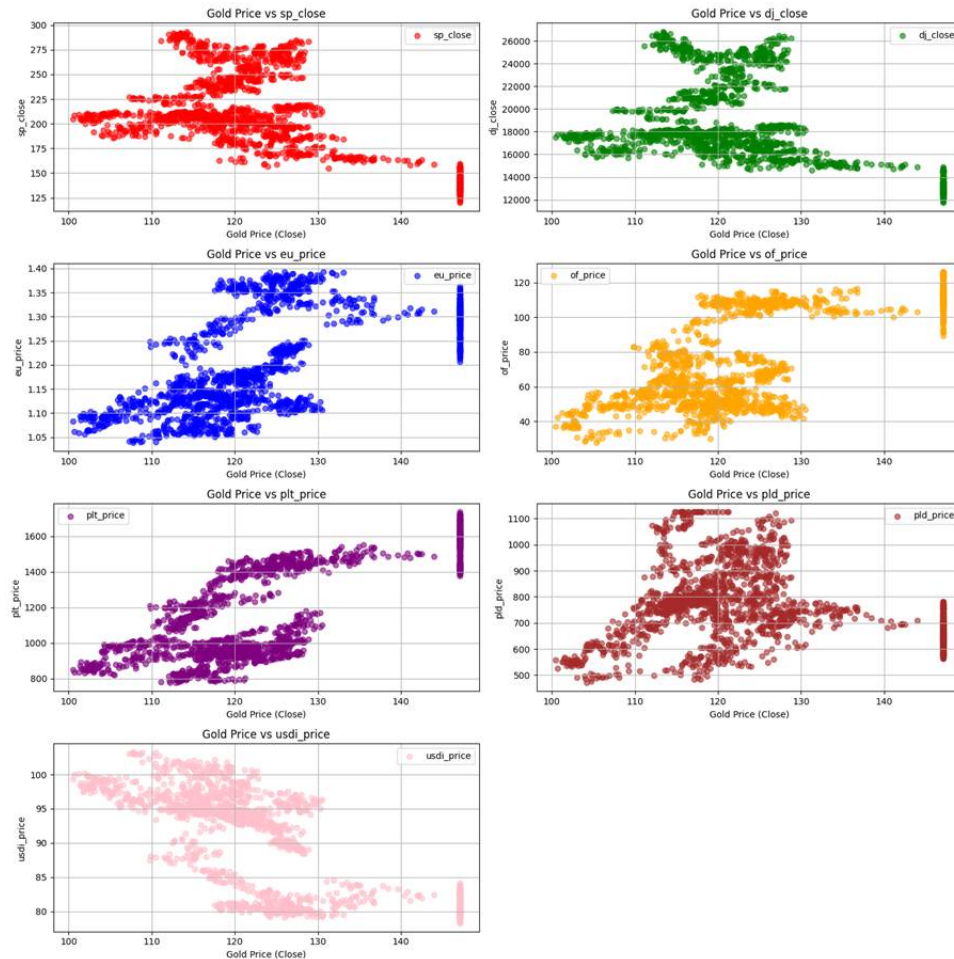 Gold Price vs sp_close
300
275
250
225
200
175
150
125
sp_close
sp_close
100 110 120 130 140
Gold Price (Close)
Gold Price vs dj_close
26000
24000
22000
20000
18000
16000
14000
12000
dj_close
dj_close
100 110 120 130 140
Gold Price (Close)
Gold Price vs eu_price
1.40
1.35
1.30
1.25
1.20
1.15
1.10
1.05
eu_price
eu_price
100 110 120 130 140
Gold Price (Close)
Gold Price vs of_price
120
100
80
60
40
of_price
of_price
100 110 120 130 140
Gold Price (Close)
Gold Price vs plt_price
1600
1400
1200
1000
800
plt_price
plt_price
100 110 120 130 140
Gold Price (Close)
Gold Price vs pld_price
1100
1000
900
800
700
600
500
pld_price
pld_price
100 110 120 130 140
Gold Price (Close)
Gold Price vs usdi_price
100
95
90
85
80
usdi_price
usdi_price
100 110 120 130 140
Gold Price (Close)